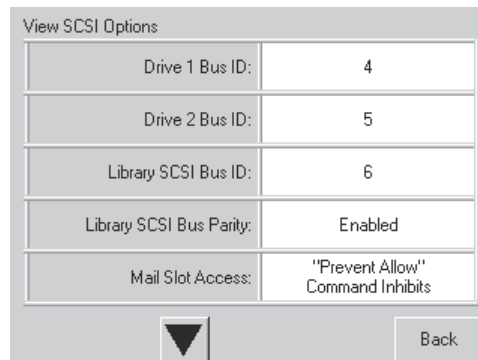 View SCSI Options
Drive 1 Bus ID: 4
Drive 2 Bus ID: 5
Library SCSI Bus ID: 6
Library SCSI Bus Parity: Enabled
Mail Slot Access: "Prevent Allow"
Command Inhibits
Back